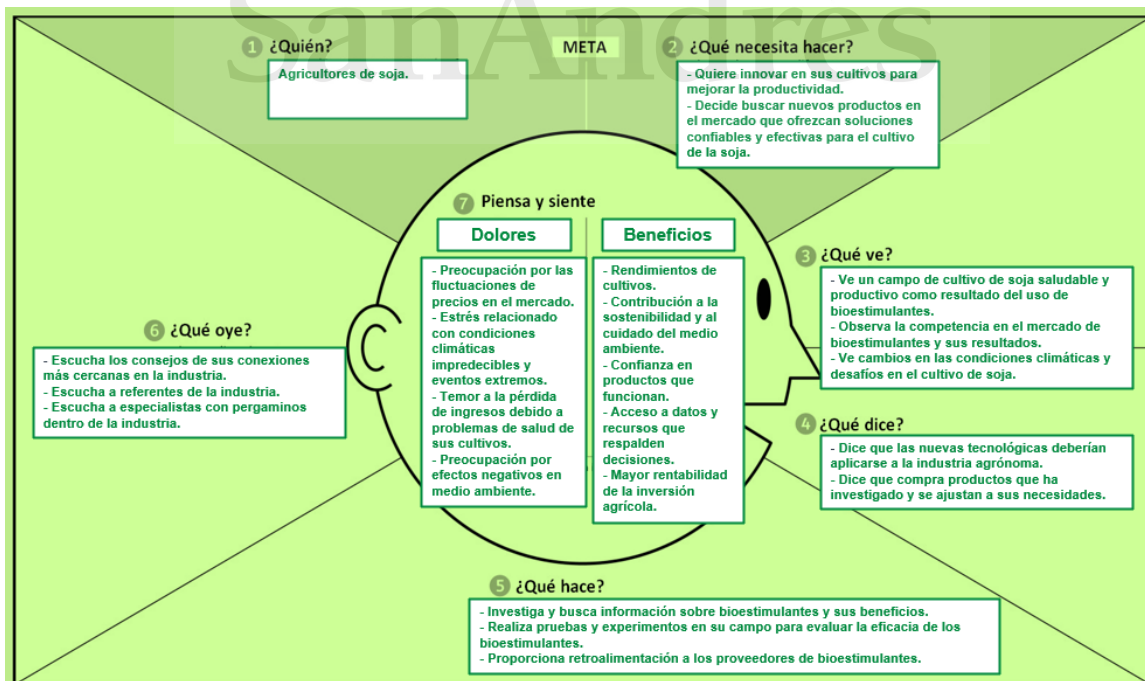 SanAndres
1 ¿Quién?
Agricultores de soja.
META
2 ¿Qué necesita hacer?
- Quiere innovar en sus cultivos para
mejorar la productividad.
- Decide buscar nuevos productos en
el mercado que ofrezcan soluciones
confiables y efectivas para el cultivo
de la soja.
7 Piensa y siente
Dolores
- Preocupación por las
fluctuaciones de
precios en el mercado.
- Estrés relacionado
con condiciones
climáticas
impredecibles y
eventos extremos.
- Temor a la pérdida
de ingresos debido a
problemas de salud de
sus cultivos.
- Preocupación por
efectos negativos en
medio ambiente.
Beneficios
- Rendimientos de
cultivos.
- Contribución a la
sostenibilidad y al
cuidado del medio
ambiente.
- Confianza en
productos que
funcionan.
- Acceso a datos y
recursos que
respalden
decisiones.
- Mayor rentabilidad
de la inversión
agrícola.
3 ¿Qué ve?
- Ve un campo de cultivo de soja saludable y
productivo como resultado del uso de
bioestimulantes.
- Observa la competencia en el mercado de
bioestimulantes y sus resultados.
- Ve cambios en las condiciones climáticas y
desafíos en el cultivo de soja.
6 ¿Qué oye?
- Escucha los consejos de sus conexiones
más cercanas en la industria.
- Escucha a referentes de la industria.
- Escucha a especialistas con pergaminos
dentro de la industria.
4 ¿Qué dice?
- Dice que las nuevas tecnológicas deberían
aplicarse a la industria agrónoma.
- Dice que compra productos que ha
investigado y se ajustan a sus necesidades.
5 ¿Qué hace?
- Investiga y busca información sobre bioestimulantes y sus beneficios.
- Realiza pruebas y experimentos en su campo para evaluar la eficacia de los
bioestimulantes.
- Proporciona retroalimentación a los proveedores de bioestimulantes.